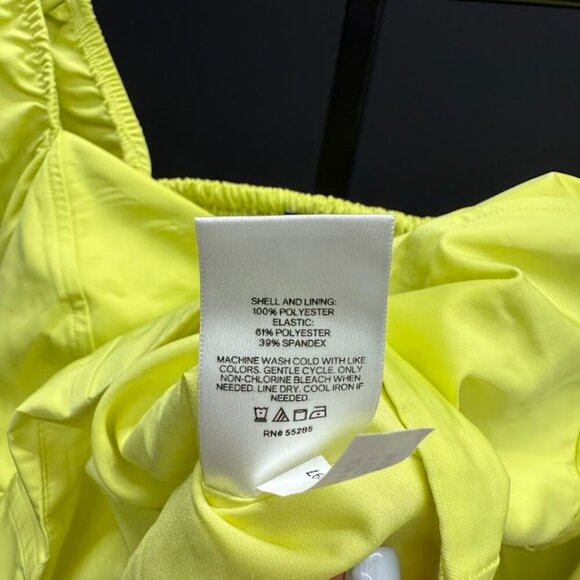 SHELL AND LINING:
100% POLYESTER
ELASTIC:
61% POLYESTER
39% SPANDEX
MACHINE WASH COLD WITH LIKE
COLORS. GENTLE CYCLE. ONLY
NON-CHLORINE BLEACH WHEN
NEEDED. LINE DRY. COOL IRON IF
NEEDED.
RN# 55285